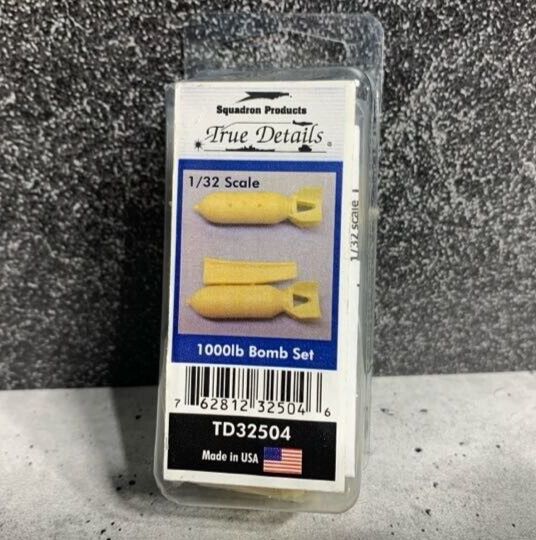 Squadron Products
True Details®
1/32 Scale
1/32 scale
1000lb Bomb Set
7 62812 32504 6
TD32504
Made in USA